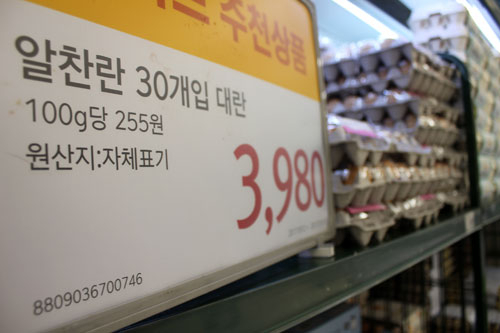 추천상품
알찬란 30개입 대란
100g당 255원
원산지:자체표기
3,980
8809036700746